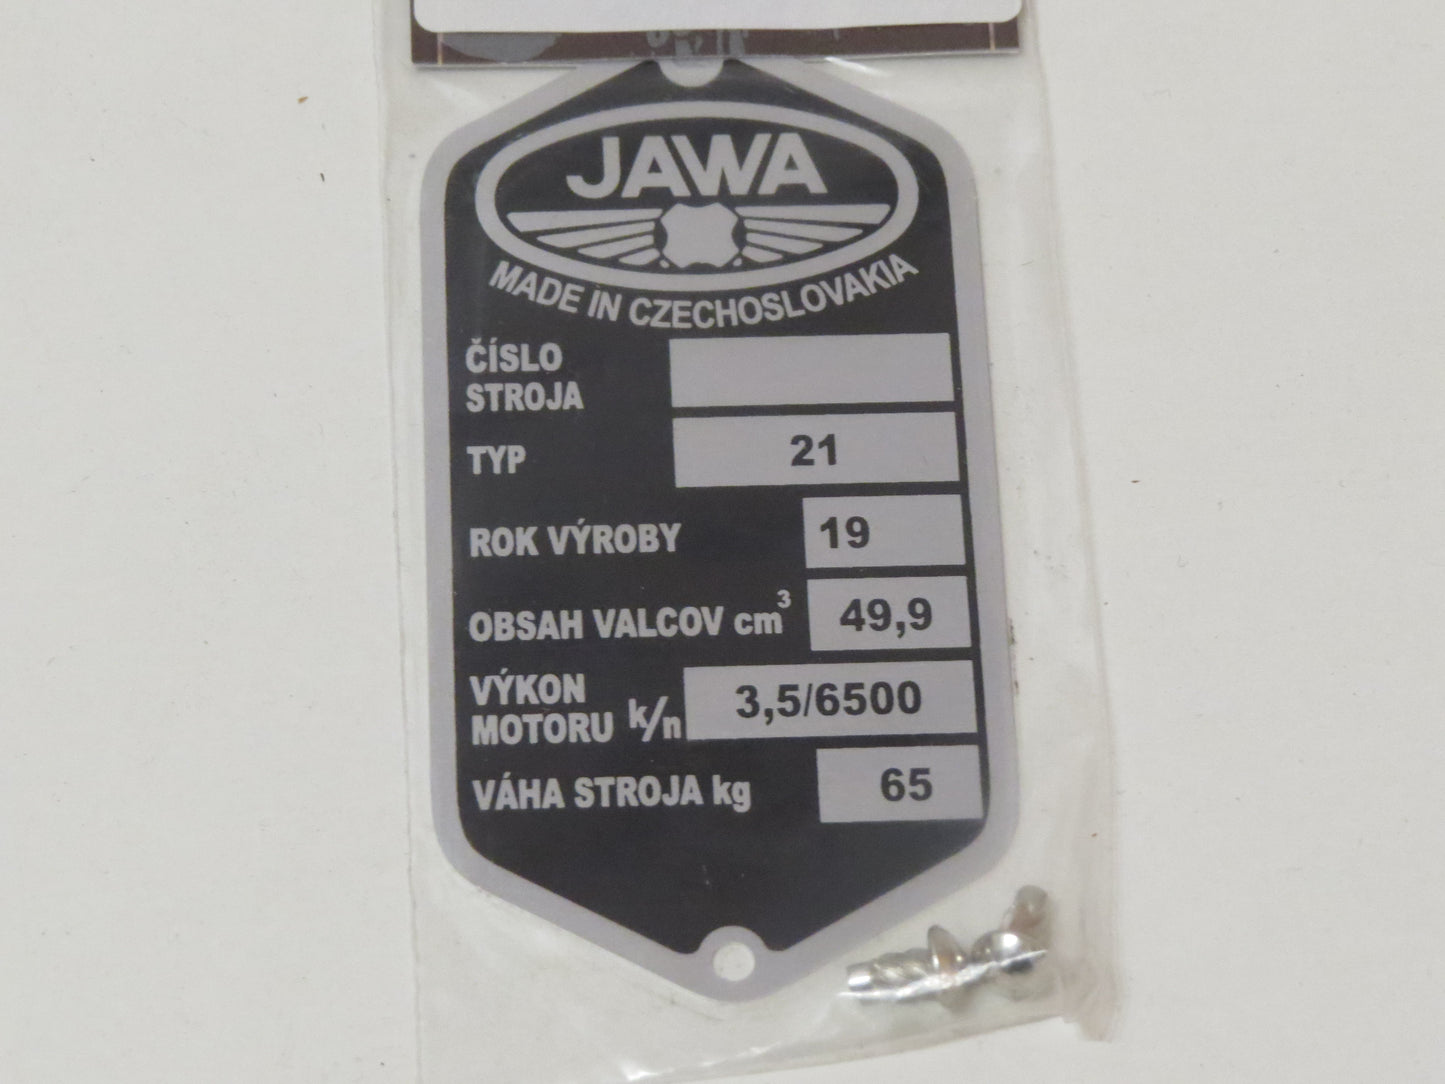 JAWA
MADE IN CZECHOSLOVAKIA
ČÍSLO
STROJA
TYP 21
ROK VÝROBY 19
OBSAH VALCOV cm³ 49,9
VÝKON
MOTORU k/n 3,5/6500
VÁHA STROJA kg 65